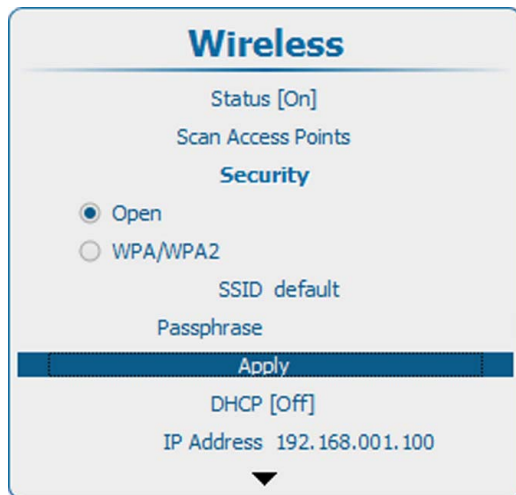 Wireless
Status [On]
Scan Access Points
Security
Open
WPA/WPA2
SSID default
Passphrase
Apply
DHCP [Off]
IP Address 192.168.001.100